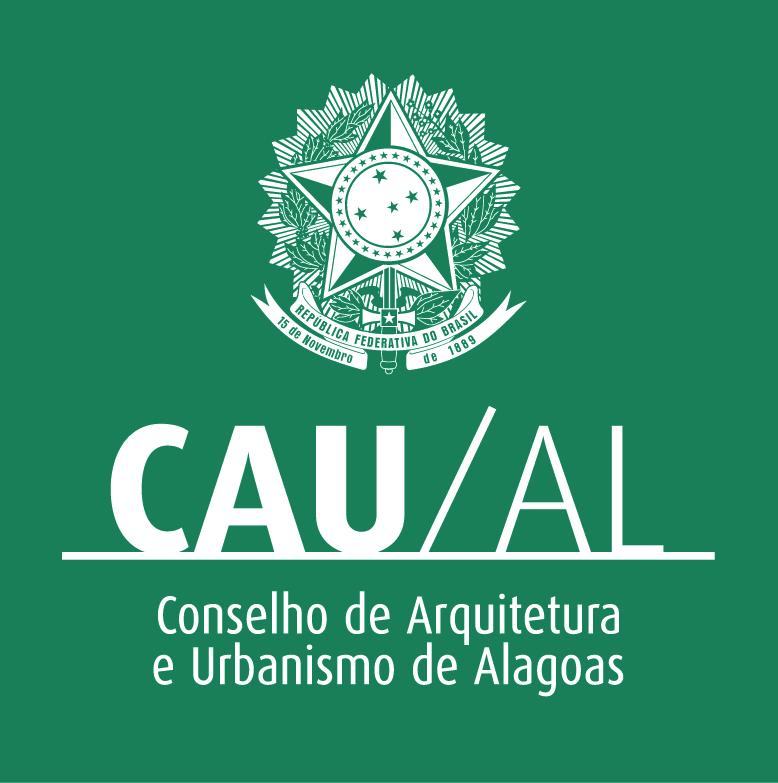 REPÚBLICA FEDERATIVA DO BRASIL
15 de Novembro de 1889
CAU/AL
Conselho de Arquitetura
e Urbanismo de Alagoas